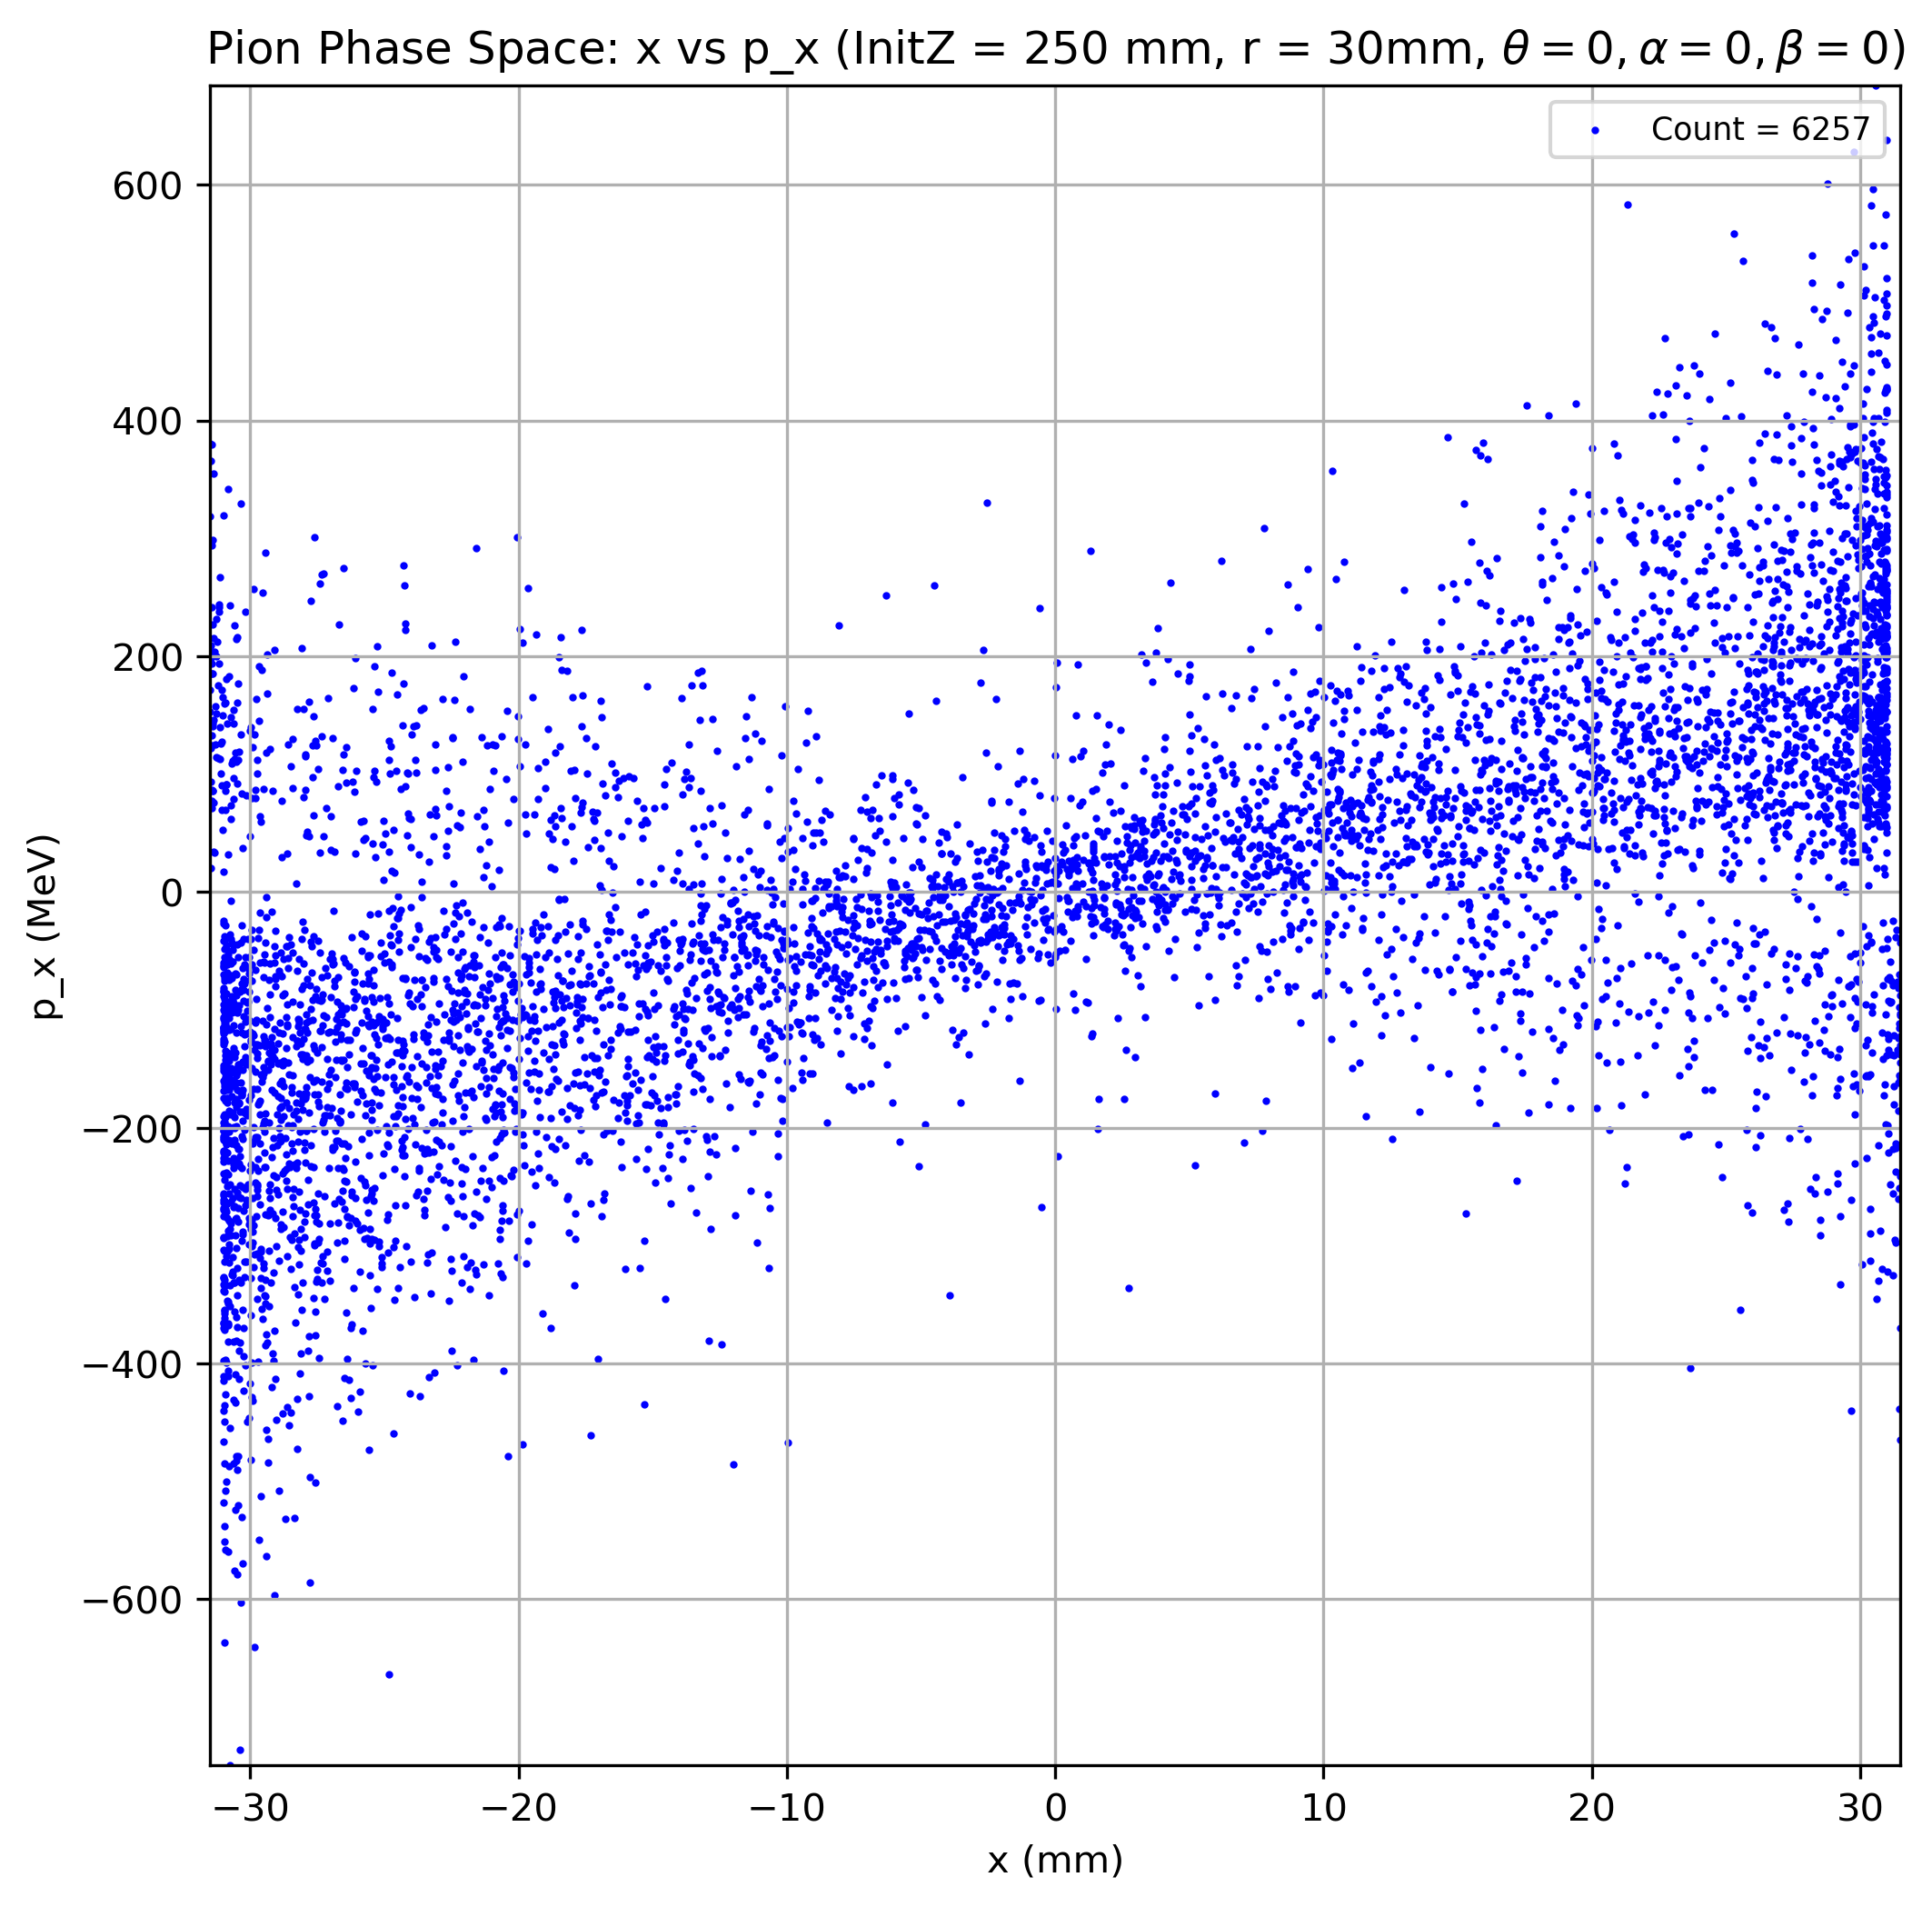 Pion Phase Space: x vs p_x (InitZ = 250 mm, r = 30mm, θ = 0, α = 0, β = 0)
Count = 6257
600
400
200
0
−200
−400
−600
p_x (MeV)
−30 −20 −10 0 10 20 30
x (mm)